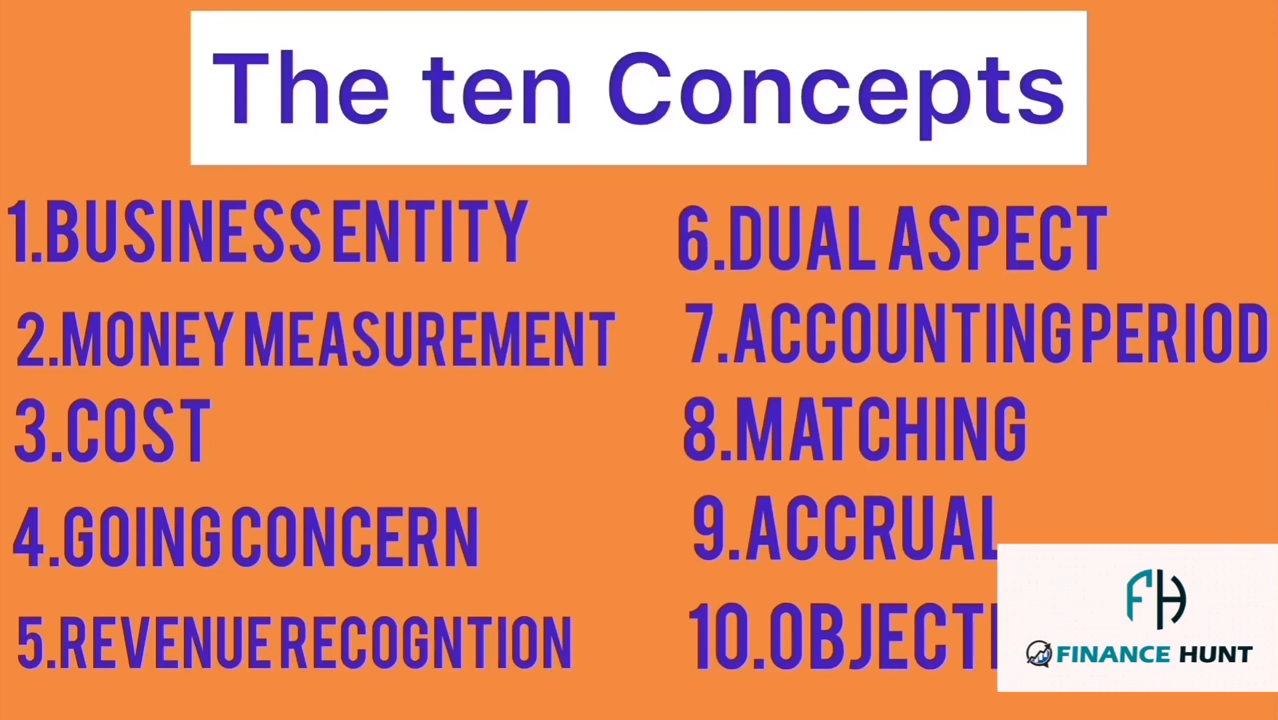 The ten Concepts
1.BUSINESS ENTITY
2.MONEY MEASUREMENT
3.COST
4.GOING CONCERN
5.REVENUE RECOGNTION
6.DUAL ASPECT
7.ACCOUNTING PERIOD
8.MATCHING
9.ACCRUAL
10.
FH
FINANCE HUNT